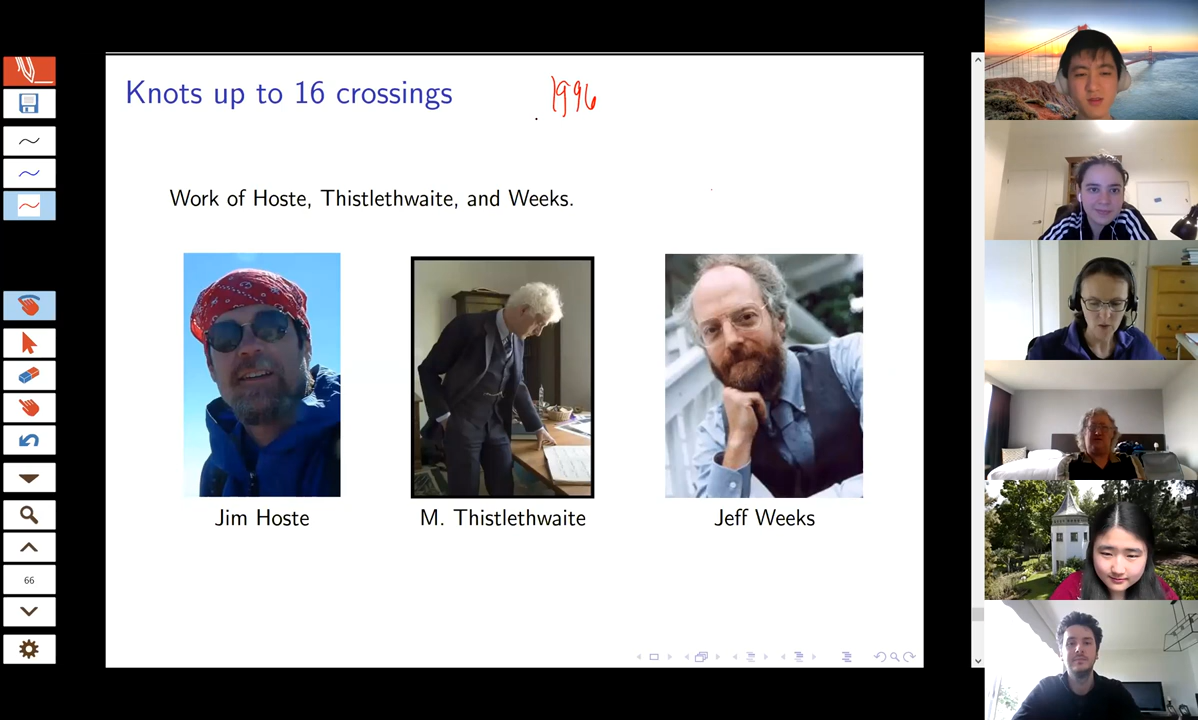 Knots up to 16 crossings 1996
Work of Hoste, Thistlethwaite, and Weeks.
Jim Hoste
M. Thistlethwaite
Jeff Weeks
66